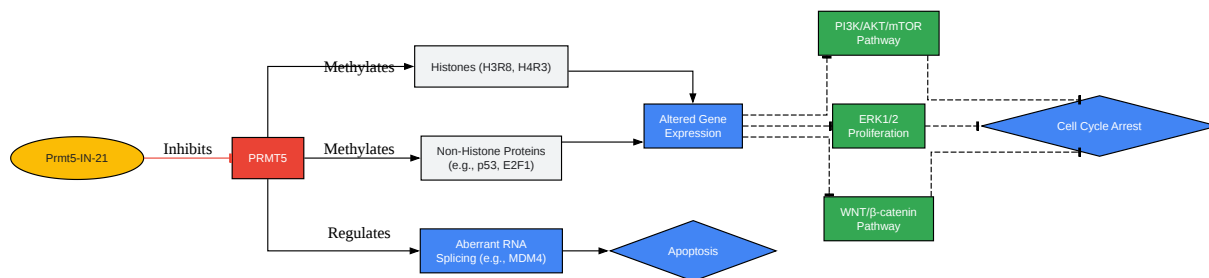 PI3K/AKT/mTOR
Pathway
Methylates
Histones (H3R8, H4R3)
Altered Gene
Expression
ERK1/2
Proliferation
Cell Cycle Arrest
Prmt5-IN-21
Inhibits
PRMT5
Methylates
Non-Histone Proteins
(e.g., p53, E2F1)
WNT/β-catenin
Pathway
Regulates
Aberrant RNA
Splicing (e.g., MDM4)
Apoptosis